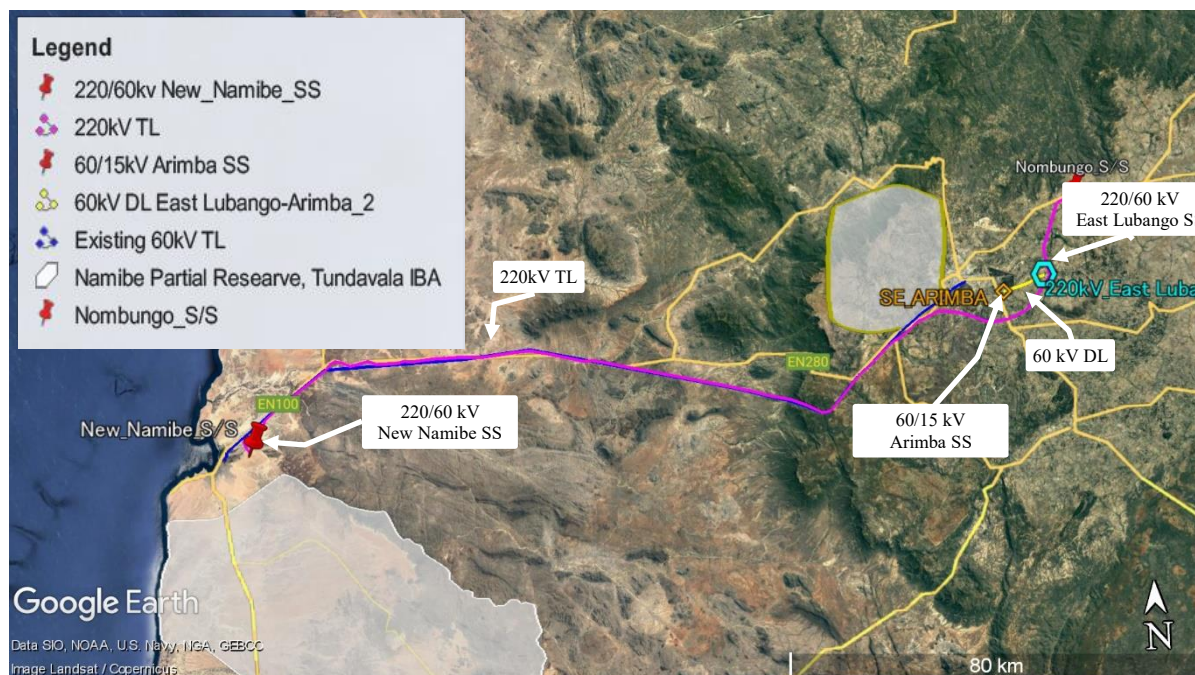 Legend
220/60kv New_Namibe_SS
220kV TL
60/15kV Arimba SS
60kV DL East Lubango-Arimba_2
Existing 60kV TL
Namibe Partial Researve, Tundavala IBA
Nombungo_S/S
Nombungo_S/S
220/60 kV
East Lubango S
220kV TL
SE_ARIMBA
220kV_East_Luba
60 kV DL
EN280
EN100
220/60 kV
New Namibe SS
60/15 kV
Arimba SS
New_Namibe_S/S
Google Earth
Data SIO, NOAA, U.S. Navy, NGA, GEBCO
Image Landsat / Copernicus
N
80 km